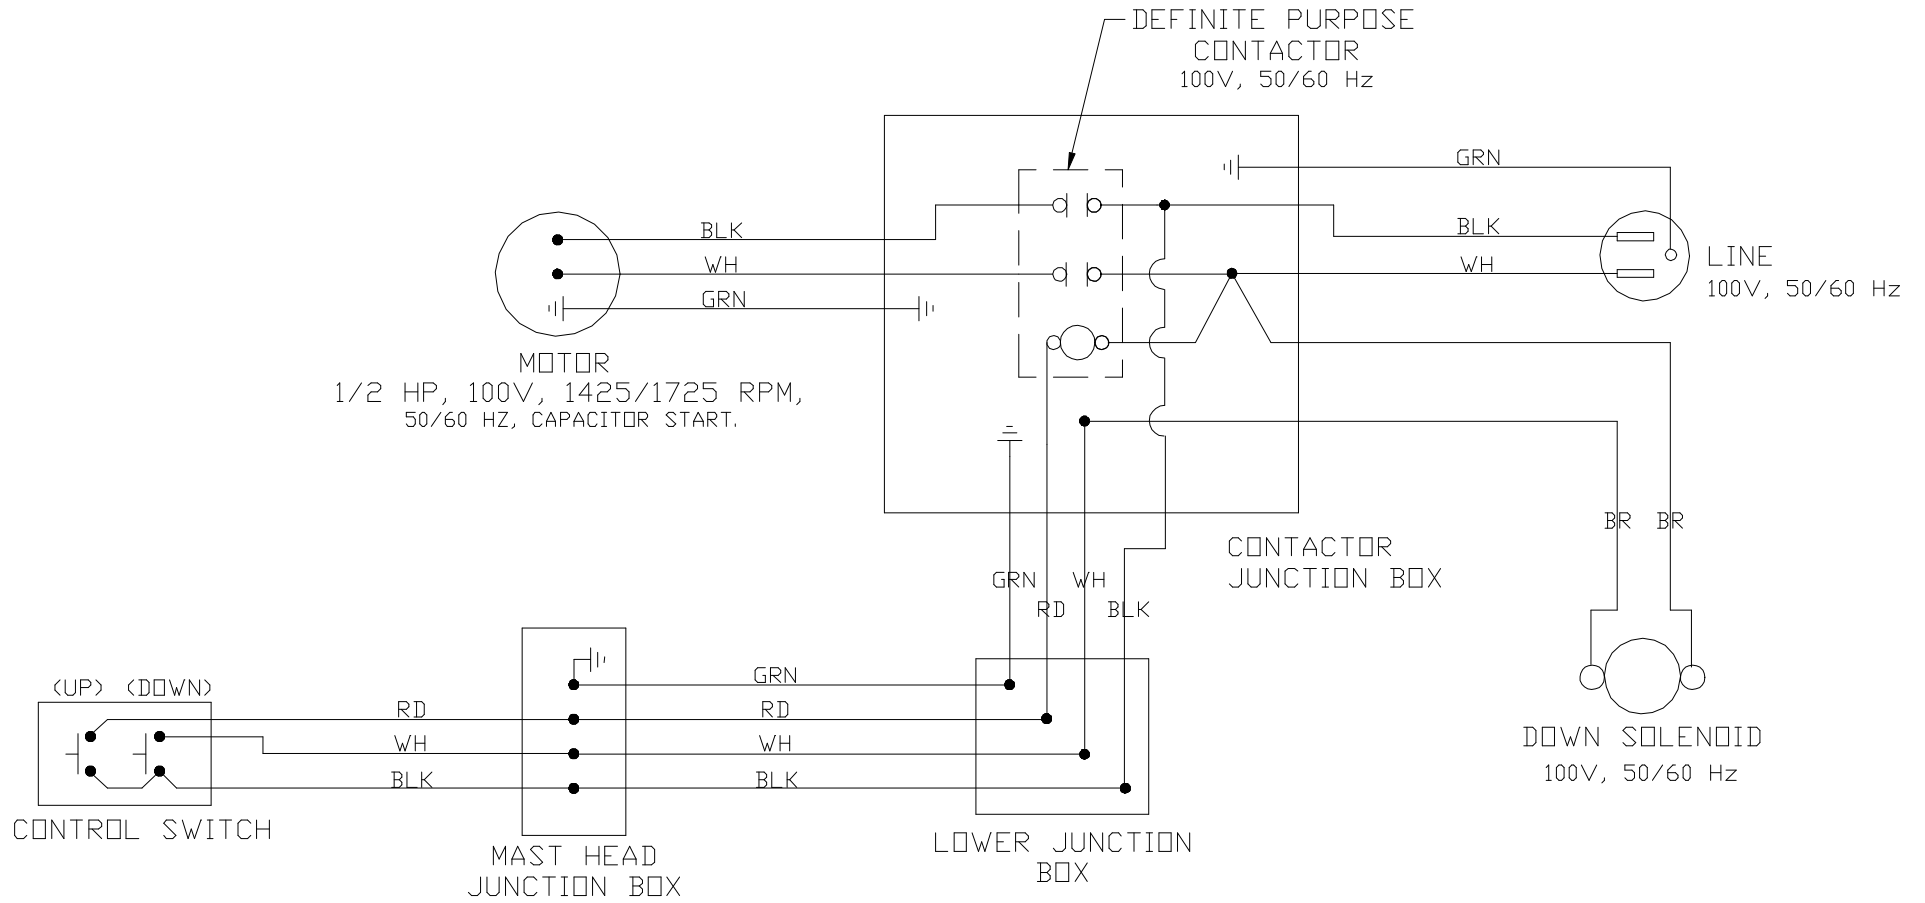 DEFINITE PURPOSE
CONTACTOR
100V, 50/60 Hz
GRN
BLK
BLK
WH
WH
GRN
LINE
100V, 50/60 Hz
MOTOR
1/2 HP, 100V, 1425/1725 RPM,
50/60 HZ, CAPACITOR START.
BR BR
CONTACTOR
JUNCTION BOX
GRN WH
RD BLK
GRN
(UP) (DOWN)
RD
RD
WH
WH
BLK
BLK
DOWN SOLENOID
100V, 50/60 Hz
CONTROL SWITCH
MAST HEAD
JUNCTION BOX
LOWER JUNCTION
BOX